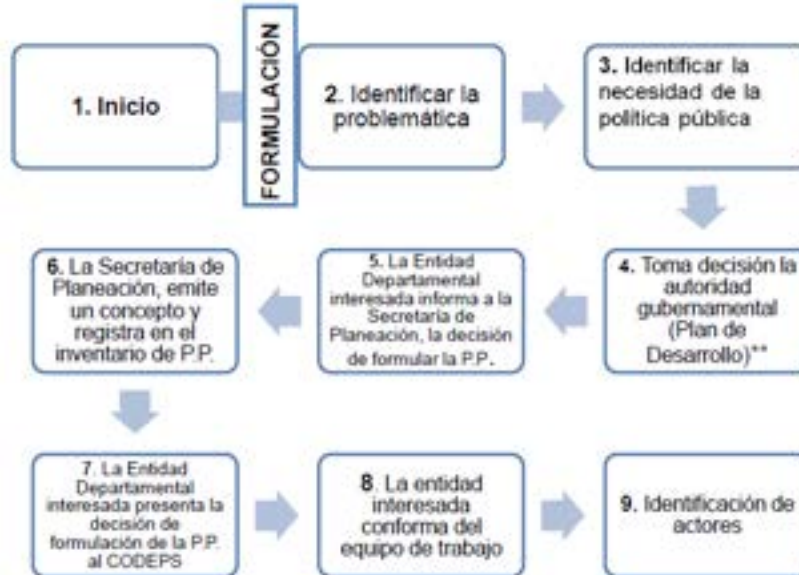 1. Inicio
FORMULACIÓN
2. Identificar la
problemática
3. Identificar la
necesidad de la
política pública
4. Toma decisión la
autoridad
gubernamental
(Plan de
Desarrollo)**
5. La Entidad
Departamental
interesada informa a la
Secretaría de
Planeación, la decisión
de formular la P.P.
6. La Secretaría de
Planeación, emite
un concepto y
registra en el
inventario de P.P.
7. La Entidad
Departamental
interesada presenta la
decisión de
formulación de la P.P.
al CODEPS
8. La entidad
interesada
conforma del
equipo de trabajo
9. Identificación de
actores